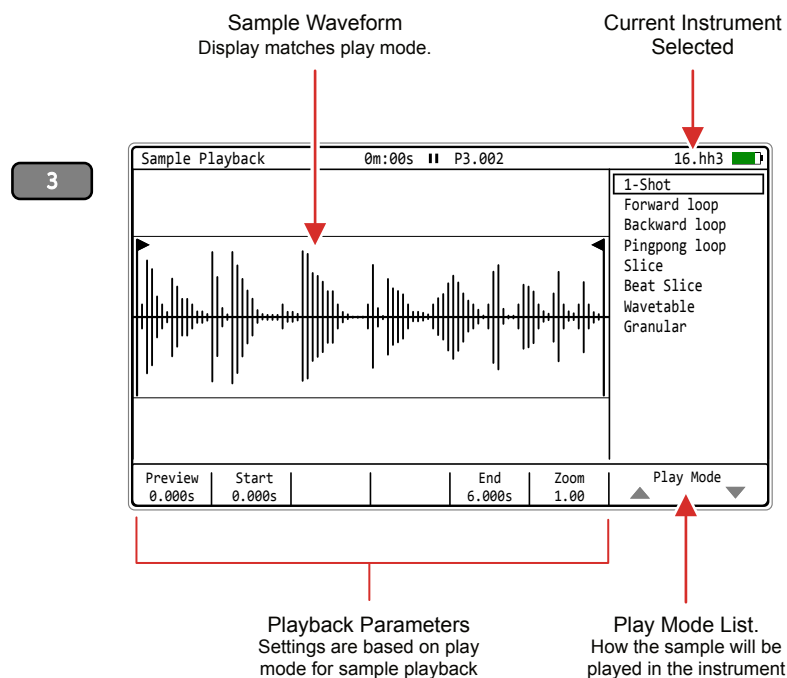 Sample Waveform
Display matches play mode.
Current Instrument
Selected
3
Sample Playback 0m:00s P3.002 16.hh3
1-Shot
Forward loop
Backward loop
Pingpong loop
Slice
Beat Slice
Wavetable
Granular
Preview Start End Zoom Play Mode
0.000s 0.000s 6.000s 1.00
Playback Parameters
Settings are based on play
mode for sample playback
Play Mode List.
How the sample will be
played in the instrument